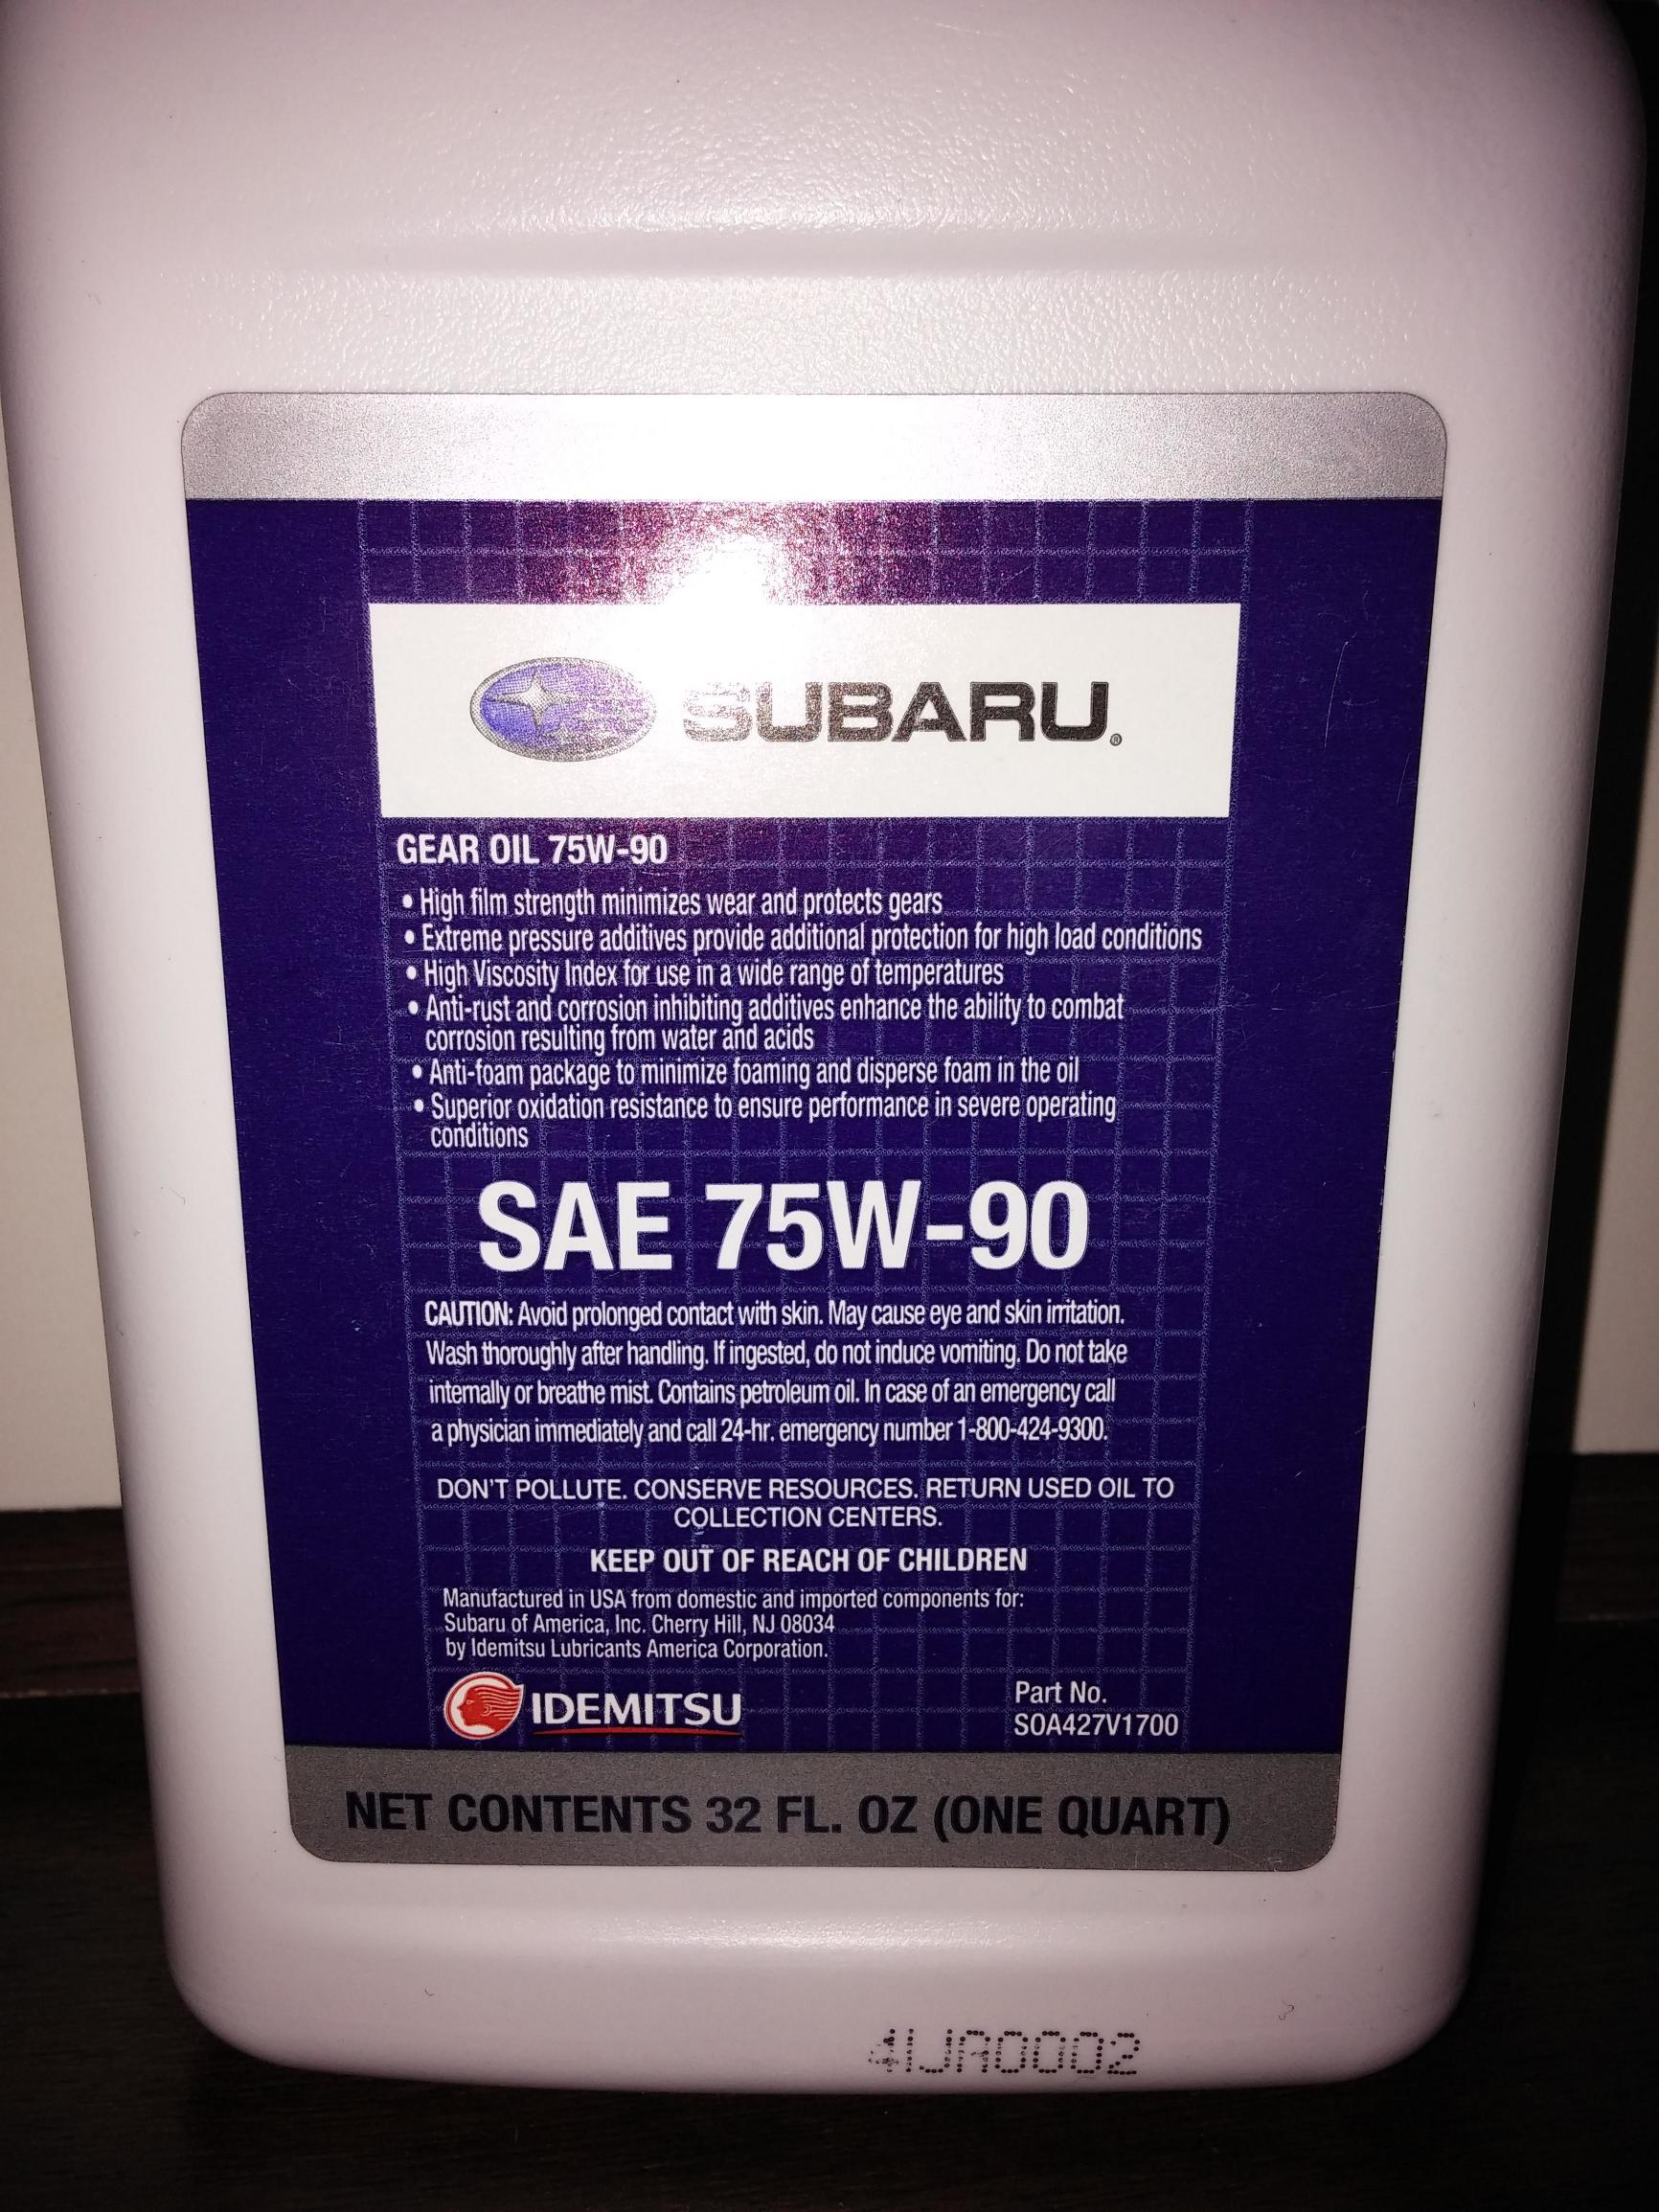 SUBARU®
GEAR OIL 75W-90
• High film strength minimizes wear and protects gears
• Extreme pressure additives provide additional protection for high load conditions
• High Viscosity Index for use in a wide range of temperatures
• Anti-rust and corrosion inhibiting additives enhance the ability to combat
corrosion resulting from water and acids
• Anti-foam package to minimize foaming and disperse foam in the oil
• Superior oxidation resistance to ensure performance in severe operating
conditions
SAE 75W-90
CAUTION: Avoid prolonged contact with skin. May cause eye and skin irritation.
Wash thoroughly after handling. If ingested, do not induce vomiting. Do not take
internally or breathe mist. Contains petroleum oil. In case of an emergency call
a physician immediately and call 24-hr. emergency number 1-800-424-9300.
DON'T POLLUTE. CONSERVE RESOURCES. RETURN USED OIL TO
COLLECTION CENTERS.
KEEP OUT OF REACH OF CHILDREN
Manufactured in USA from domestic and imported components for:
Subaru of America, Inc. Cherry Hill, NJ 08034
by Idemitsu Lubricants America Corporation.
IDEMITSU
Part No.
SOA427V1700
NET CONTENTS 32 FL. OZ (ONE QUART)
41JA0002